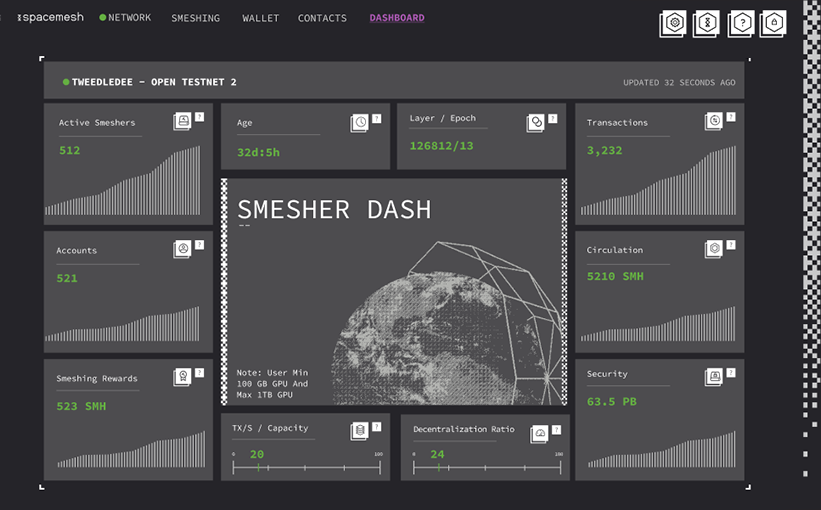 spacemesh
NETWORK
SMESHING
WALLET
CONTACTS
DASHBOARD
?
TWEEDLEDEE - OPEN TESTNET 2
UPDATED 32 SECONDS AGO
Active Smeshers
?
512
Age
?
32d:5h
Layer / Epoch
?
126812/13
Transactions
?
3,232
SMESHER DASH
--
Accounts
?
521
Circulation
?
5210 SMH
Note: User Min
100 GB GPU And
Max 1TB GPU
Smeshing Rewards
?
523 SMH
Security
?
63.5 PB
TX/S / Capacity
?
0
20
100
Decentralization Ratio
?
0
24
100